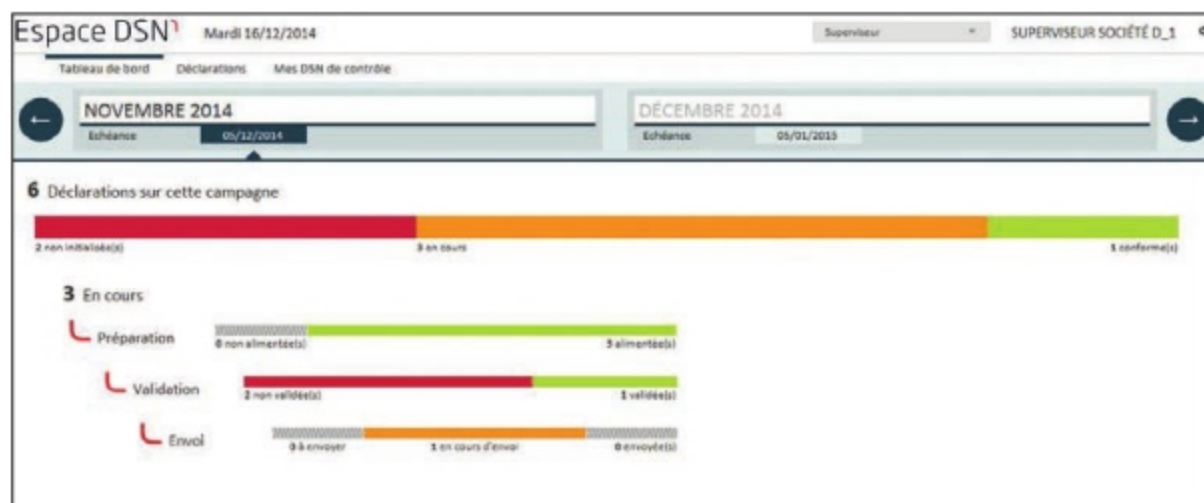 Espace DSN
Mardi 16/12/2014
Superviseur
SUPERVISEUR SOCIÉTÉ D_1
Tableau de bord
Déclarations
Mes DSN de contrôle
NOVEMBRE 2014
DÉCEMBRE 2014
Echéance 05/12/2014
Echéance 05/01/2015
6 Déclarations sur cette campagne
2 non initialisée(s)
3 en cours
1 conforme(s)
3 En cours
Préparation
0 non alimentée(s)
3 alimentée(s)
Validation
2 non validée(s)
1 validée(s)
Envoi
0 à envoyer
1 en cours d'envoi
0 envoyée(s)